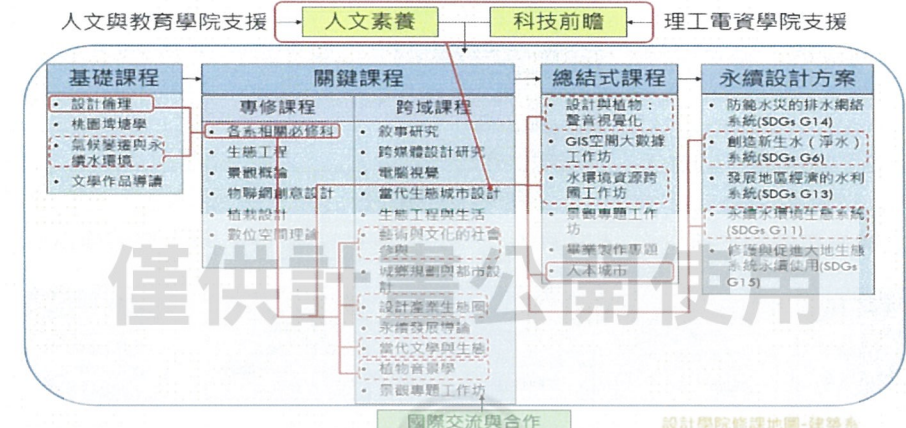 人文與教育學院支援
人文素養
科技前瞻
理工電資學院支援
基礎課程
• 設計倫理
• 桃園埤塘學
• 氣候變遷與永
續水環境
• 文學作品導讀
關鍵課程
專修課程
• 各系相關必修科
• 生態工程
• 景觀概論
• 物聯網創意設計
• 植栽設計
• 數位空間理論
跨域課程
• 敘事研究
• 跨媒體設計研究
• 電腦視覺
• 當代生態城市設計
• 生態工程與生活
• 藝術與文化的社會
參與
• 城鄉規劃與都市設
計
• 設計產業生態圈
• 永續發展導論
• 當代文學與生態
• 植物音景學
• 景觀專題工作坊
總結式課程
• 設計與植物：
聲音視覺化
• GIS空間大數據
工作坊
• 水環境資源跨
國工作坊
• 景觀專題工作
坊
• 畢業製作專題
• 人本城市
永續設計方案
• 防範水災的排水網絡
系統(SDGs G14)
• 創造新生水（淨水）
系統(SDGs G6)
• 發展地區經濟的水利
系統(SDGs G13)
• 永續水環境生態系統
(SDGs G11)
• 修護與促進大地生態
系統永續使用(SDGs
G15)
僅供計畫公開使用
國際交流與合作
設計學院修課地圖-建築系